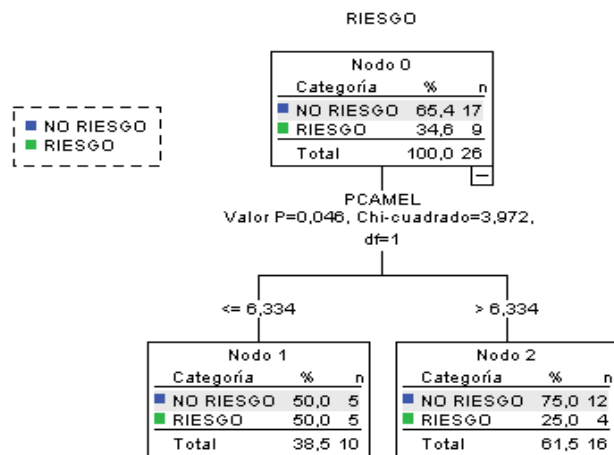 RIESGO
Nodo 0
Categoría % n
NO RIESGO 65,4 17
RIESGO 34,6 9
Total 100,0 26
NO RIESGO
RIESGO
PCAMEL
Valor P=0,046, Chi-cuadrado=3,972,
df=1
<= 6,334
> 6,334
Nodo 1
Categoría % n
NO RIESGO 50,0 5
RIESGO 50,0 5
Total 38,5 10
Nodo 2
Categoría % n
NO RIESGO 75,0 12
RIESGO 25,0 4
Total 61,5 16